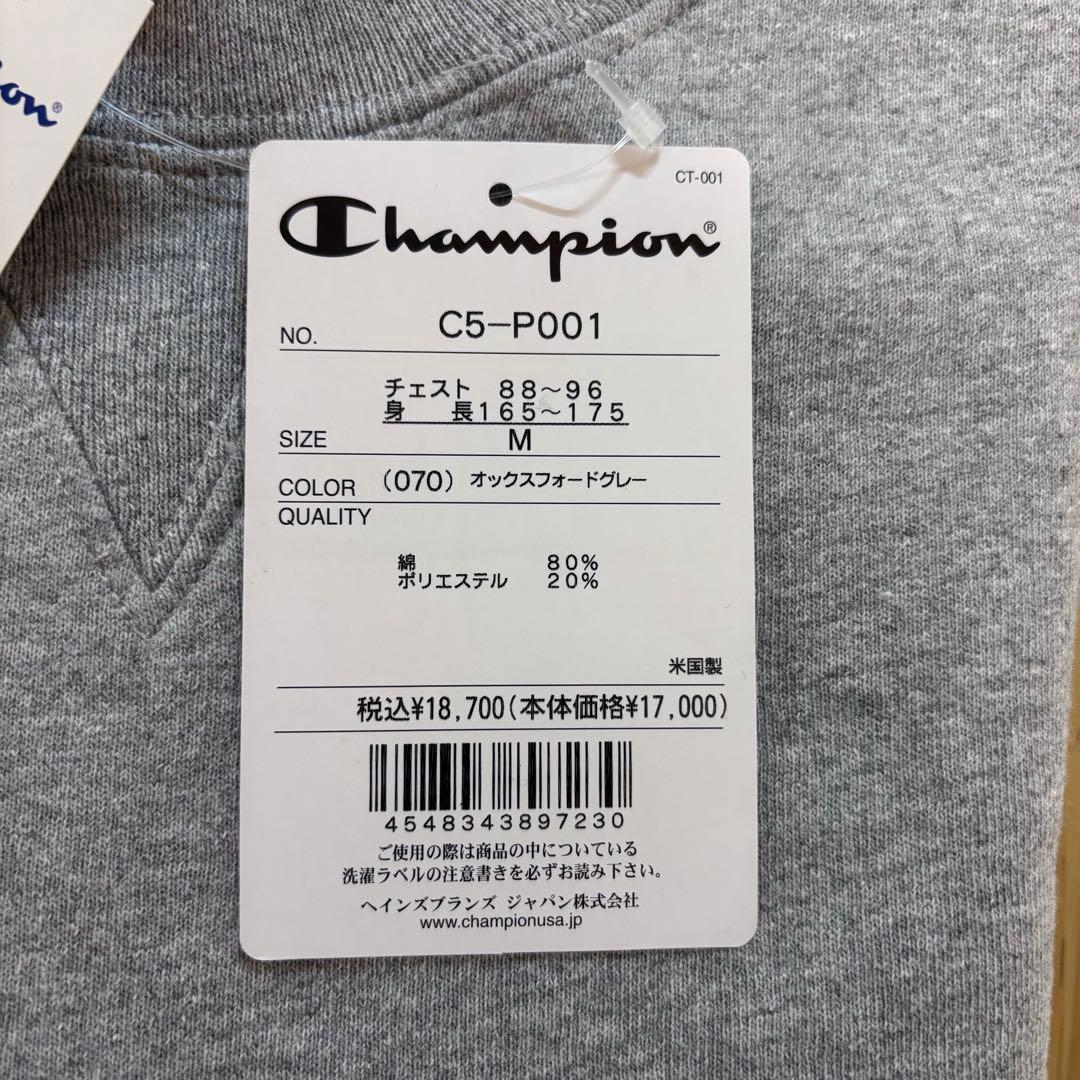 on®
CT-001
Champion®
NO. C5-P001
チェスト 88~96
身 長165~175
SIZE M
COLOR (070) オックスフォードグレー
QUALITY
綿 80%
ポリエステル 20%
米国製
税込¥18,700(本体価格¥17,000)
4548343897230
ご使用の際は商品の中についている
洗濯ラベルの注意書きを必ずお読み下さい。
ヘインズブランズ ジャパン株式会社
www.championusa.jp